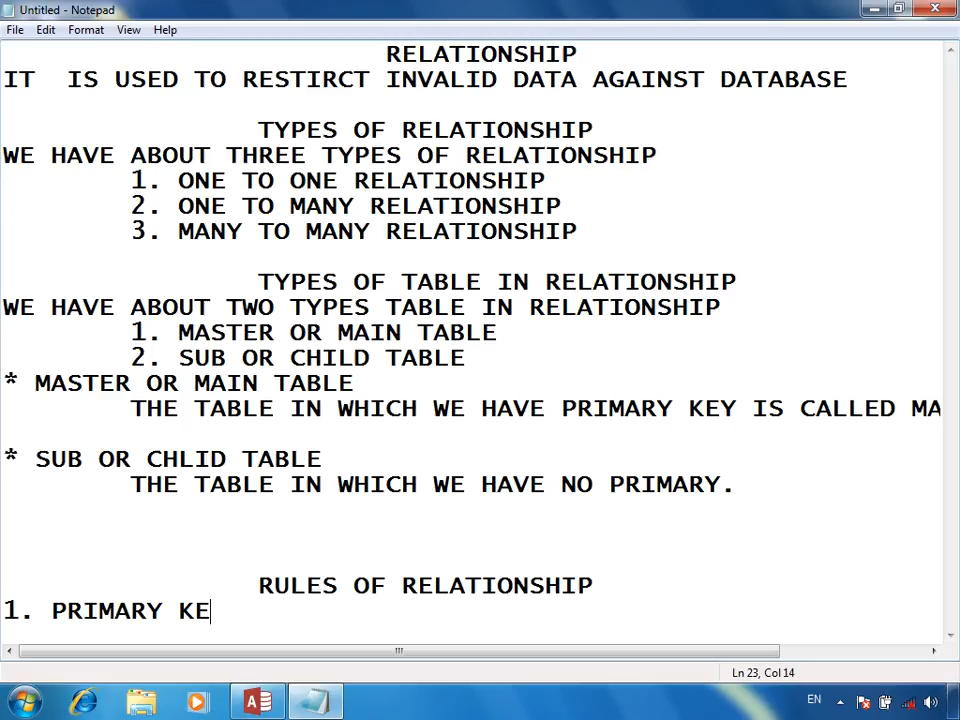 Untitled - Notepad
File Edit Format View Help
RELATIONSHIP
IT IS USED TO RESTIRCT INVALID DATA AGAINST DATABASE
TYPES OF RELATIONSHIP
WE HAVE ABOUT THREE TYPES OF RELATIONSHIP
1. ONE TO ONE RELATIONSHIP
2. ONE TO MANY RELATIONSHIP
3. MANY TO MANY RELATIONSHIP
TYPES OF TABLE IN RELATIONSHIP
WE HAVE ABOUT TWO TYPES TABLE IN RELATIONSHIP
1. MASTER OR MAIN TABLE
2. SUB OR CHILD TABLE
* MASTER OR MAIN TABLE
THE TABLE IN WHICH WE HAVE PRIMARY KEY IS CALLED MA
* SUB OR CHLID TABLE
THE TABLE IN WHICH WE HAVE NO PRIMARY.
RULES OF RELATIONSHIP
1. PRIMARY KE
Ln 23, Col 14
A
EN